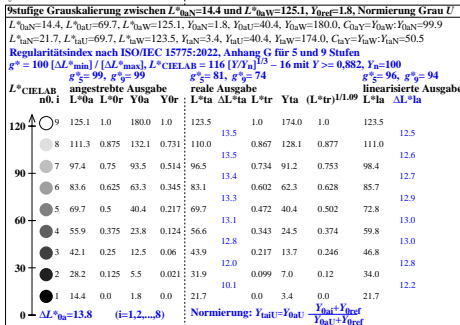 9stufige Graukalierung zwischen L*0aN=14.4 und L*0aW=125.1, Y0ref=1.8, Normierung Grau U
L*0aN=14.4, L*0aU=69.7, L*0aW=125.1, Y0aN=1.8, Y0aU=40.4, Y0aW=180.0, C0aY=Y0aW:Y0aN=99.9
L*taN=21.7, L*taU=69.7, L*taW=123.5, YtaN=3.4, YtaU=40.4, YtaW=174.0, CtaY=YtaW:YtaN=50.5
Regularitätsindex nach ISO/IEC 15775:2022, Anhang G für 5 und 9 Stufen
g* = 100 [ΔL*min] / [ΔL*max], L*CIELAB = 116 [Y/Yn]1/3 − 16 mit Y >= 0,882, Yn=100
g*5= 99, g*9= 99 g*5= 81, g*9= 74 g*5= 96, g*9= 94
L*CIELAB angestrebte Ausgabe reale Ausgabe linearisierte Ausgabe
n0. i L*0a L*0r Y0a Y0r L*ta ΔL*ta L*tr Yta (L*tr)1/1.09 L*la ΔL*la
120 9 125.1 1.0 180.0 1.0 123.5 1.0 174.0 1.0 123.5
13.5 12.5
8 111.3 0.875 132.1 0.731 110.0 0.867 128.1 0.877 111.0
13.5 12.6
90 7 97.4 0.75 93.5 0.514 96.5 0.734 91.2 0.753 98.4
13.3 12.7
6 83.6 0.625 63.3 0.345 83.1 0.602 62.3 0.628 85.7
13.4 12.9
60 5 69.7 0.5 40.4 0.217 69.7 0.472 40.4 0.502 72.8
13.1 13.0
4 55.9 0.375 23.8 0.124 56.6 0.343 24.5 0.374 59.8
12.8 13.0
30 3 42.1 0.25 12.5 0.06 43.9 0.217 13.7 0.246 46.8
12.0 12.8
2 28.2 0.125 5.5 0.021 31.9 0.099 7.0 0.12 34.0
10.1 12.2
1 14.4 0.0 1.8 0.0 21.7 0.0 3.4 0.0 21.7
0 ΔL*0a=13.8 (i=1,2,...,8) Normierung: YtaiU=Y0aU Y0ai+Y0ref
Y0aU+Y0ref